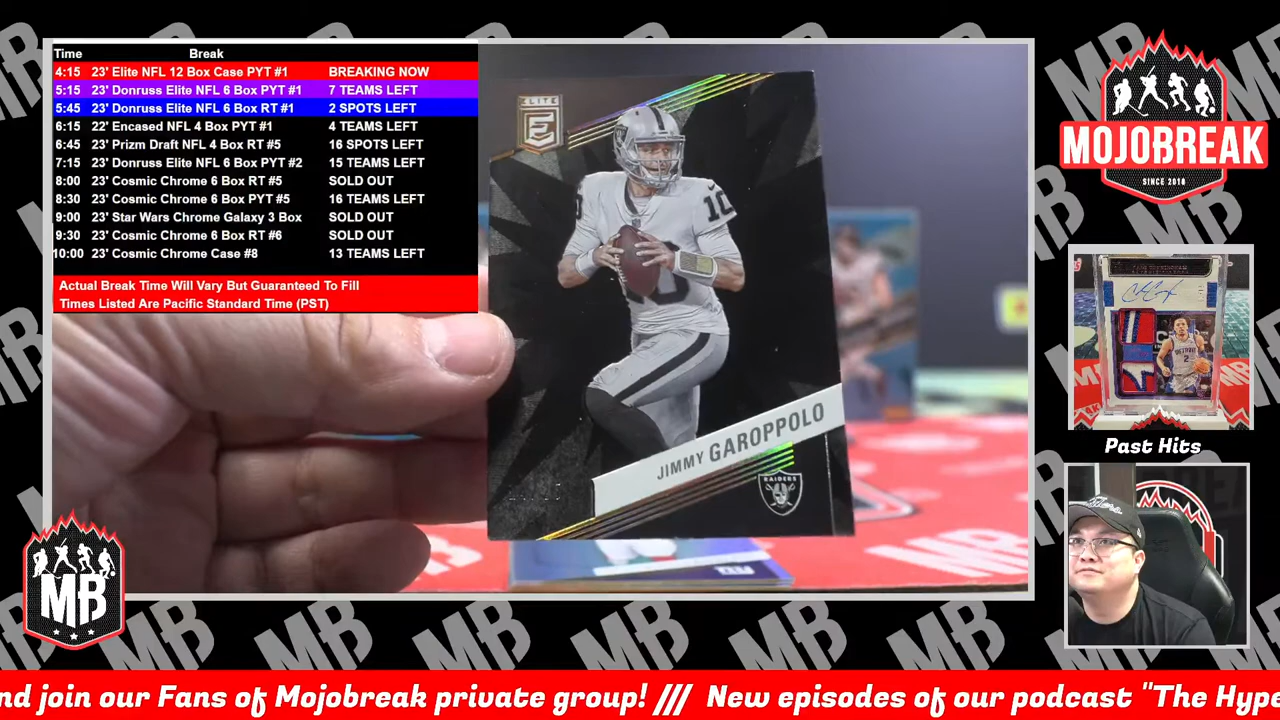 Time Break
4:15 23' Elite NFL 12 Box Case PYT #1 BREAKING NOW
5:15 23' Donruss Elite NFL 6 Box PYT #1 7 TEAMS LEFT
5:45 23' Donruss Elite NFL 6 Box RT #1 2 SPOTS LEFT
6:15 22' Encased NFL 4 Box PYT #1 4 TEAMS LEFT
6:45 23' Prizm Draft NFL 4 Box RT #5 16 SPOTS LEFT
7:15 23' Donruss Elite NFL 6 Box PYT #2 15 TEAMS LEFT
8:00 23' Cosmic Chrome 6 Box RT #5 SOLD OUT
8:30 23' Cosmic Chrome 6 Box PYT #5 16 TEAMS LEFT
9:00 23' Star Wars Chrome Galaxy 3 Box SOLD OUT
9:30 23' Cosmic Chrome 6 Box RT #6 SOLD OUT
10:00 23' Cosmic Chrome Case #8 13 TEAMS LEFT
Actual Break Time Will Vary But Guaranteed To Fill
Times Listed Are Pacific Standard Time (PST)
ELITE
E
10
10
JIMMY GAROPPOLO
RAIDERS
MOJOBREAK
SINCE 2016
DETROIT
2
Past Hits
MB
nd join our Fans of Mojobreak private group! /// New episodes of our podcast "The Hype